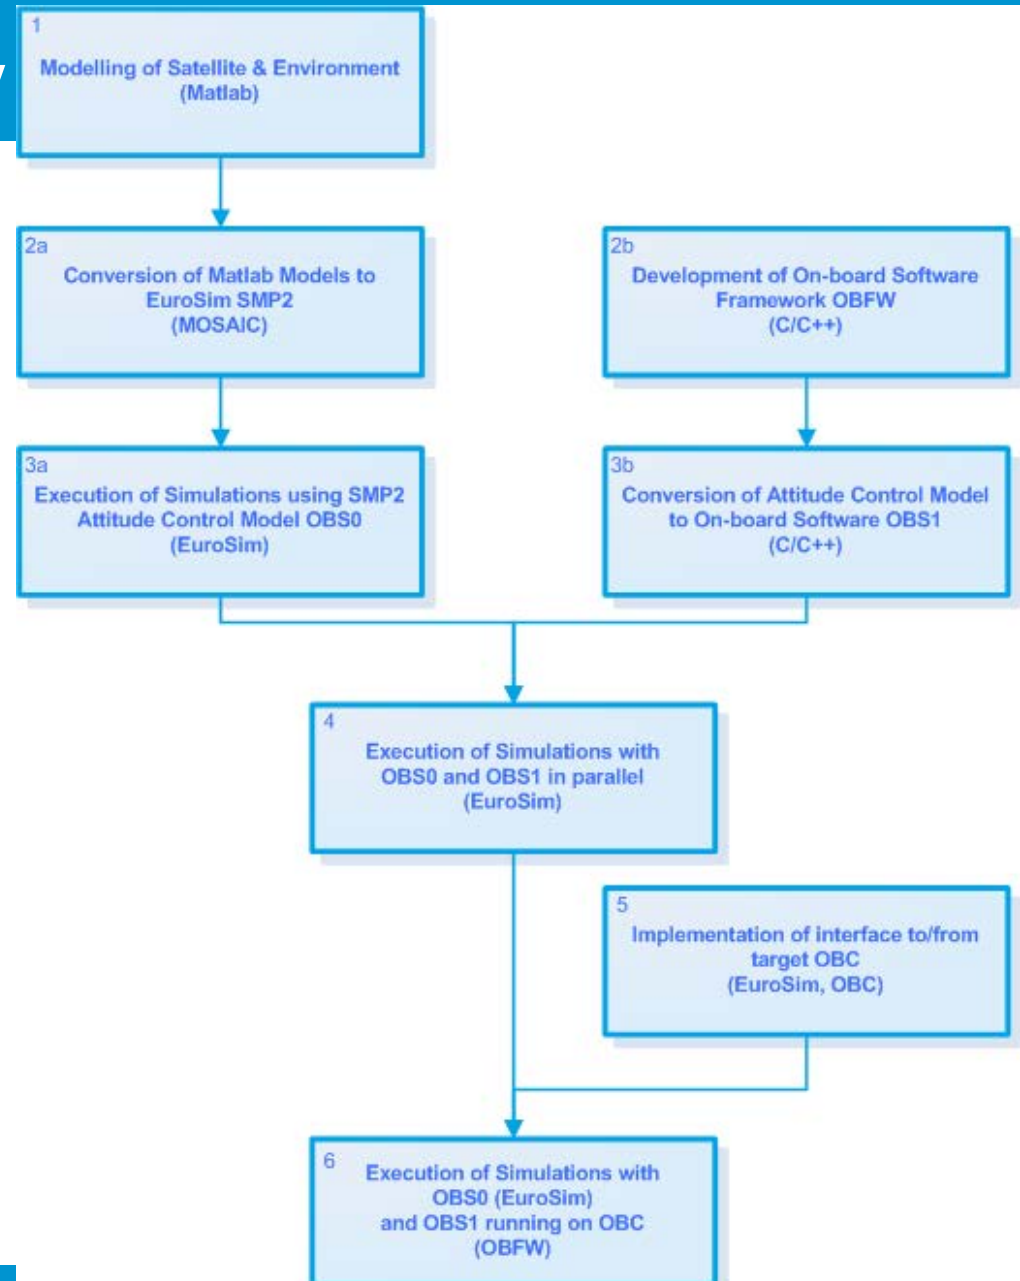 1
Modelling of Satellite & Environment
(Matlab)
2a
Conversion of Matlab Models to
EuroSim SMP2
(MOSAIC)
2b
Development of On-board Software
Framework OBFW
(C/C++)
3a
Execution of Simulations using SMP2
Attitude Control Model OBS0
(EuroSim)
3b
Conversion of Attitude Control Model
to On-board Software OBS1
(C/C++)
4
Execution of Simulations with
OBS0 and OBS1 in parallel
(EuroSim)
5
Implementation of interface to/from
target OBC
(EuroSim, OBC)
6
Execution of Simulations with
OBS0 (EuroSim)
and OBS1 running on OBC
(OBFW)